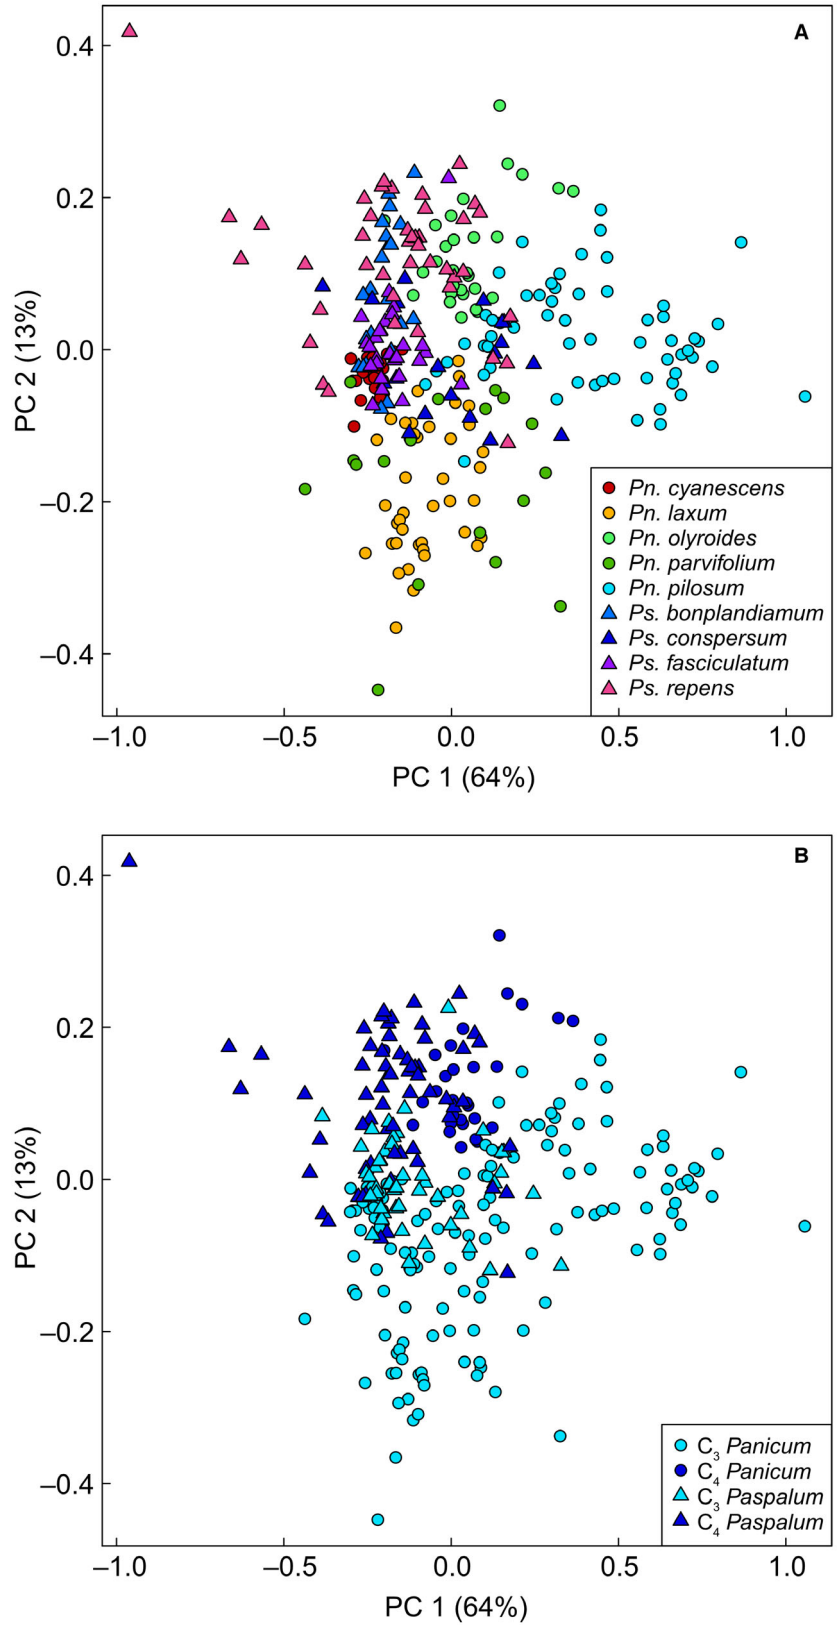 A
0.4
0.2
0.0
–0.2
–0.4
PC 2 (13%)
Pn. cyanescens
Pn. laxum
Pn. olyroides
Pn. parvifolium
Pn. pilosum
Ps. bonplandiamum
Ps. conspersum
Ps. fasciculatum
Ps. repens
–1.0 –0.5 0.0 0.5 1.0
PC 1 (64%)
B
0.4
0.2
0.0
–0.2
–0.4
PC 2 (13%)
C₃ Panicum
C₄ Panicum
C₃ Paspalum
C₄ Paspalum
–1.0 –0.5 0.0 0.5 1.0
PC 1 (64%)